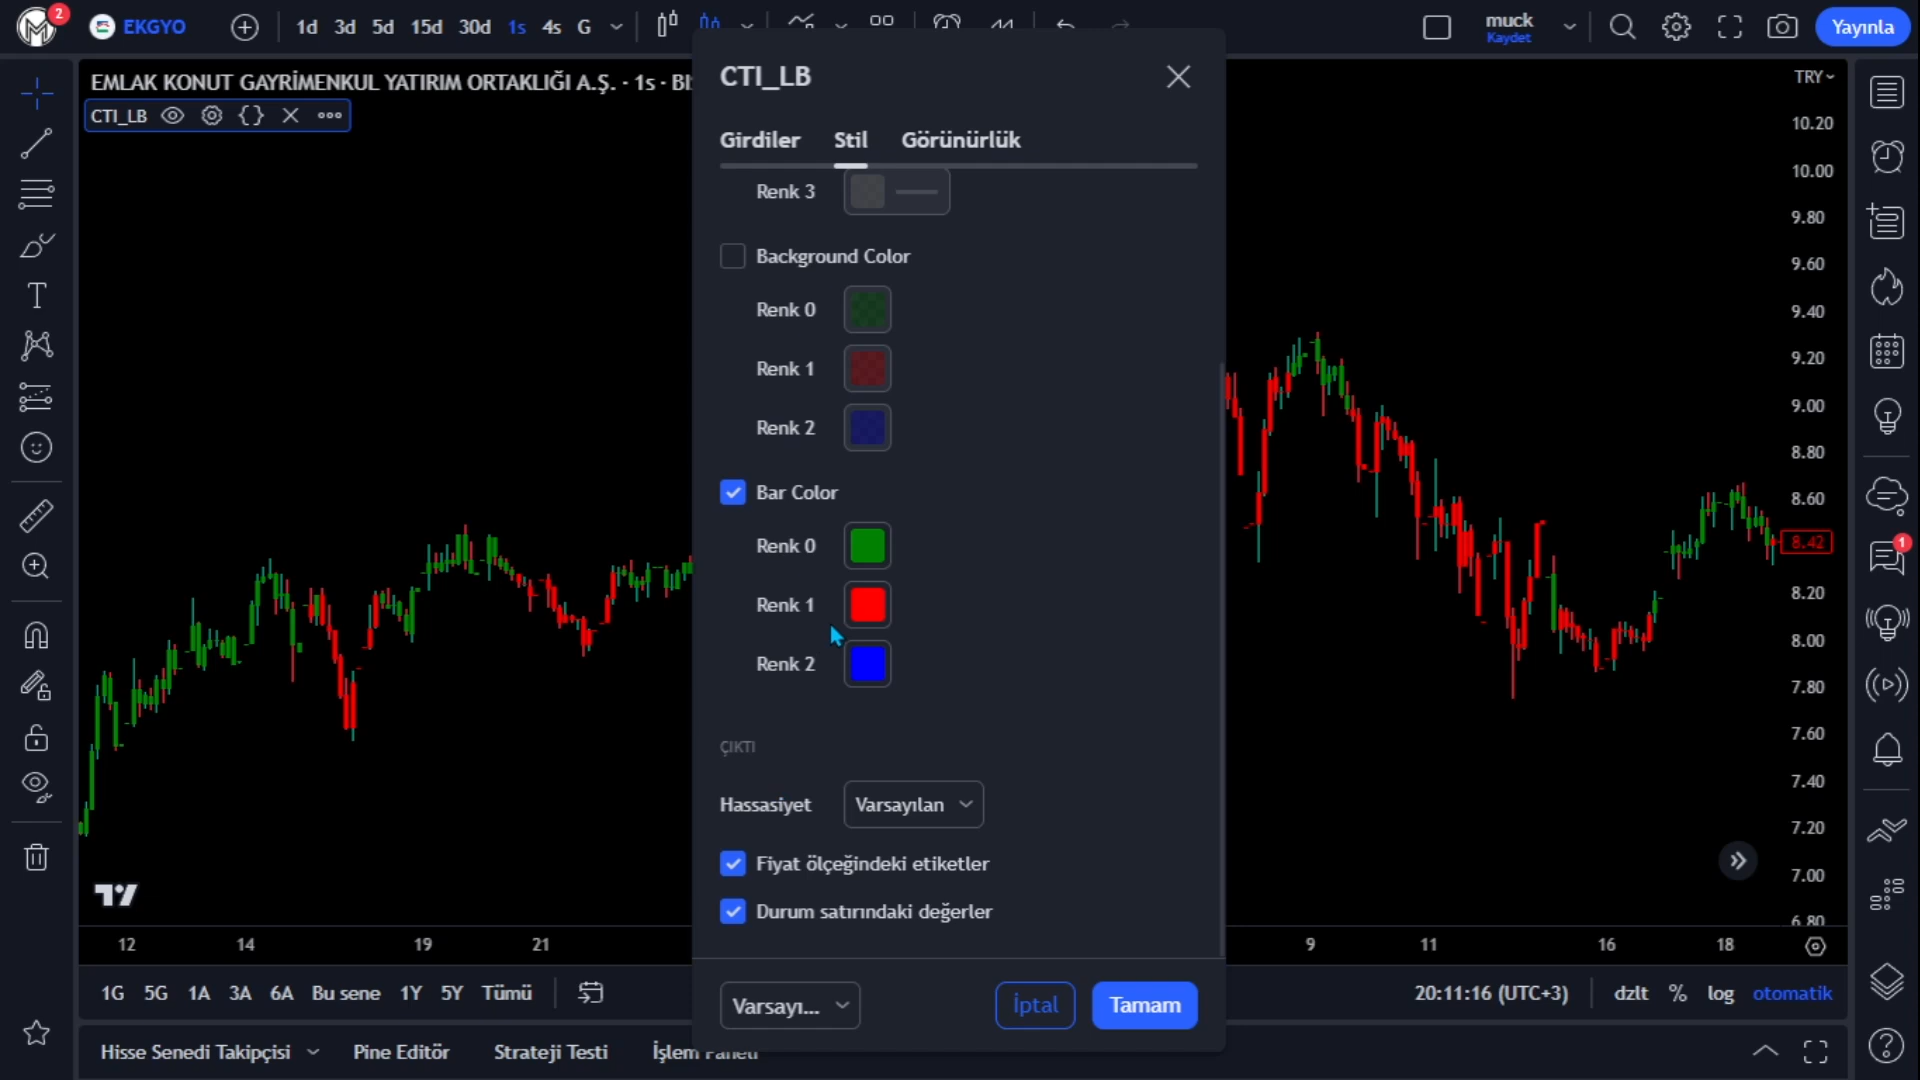 2
EKGYO
1d 3d 5d 15d 30d 1s 4s G
muck
Kaydet
Yayınla
EMLAK KONUT GAYRİMENKUL YATIRIM ORTAKLIĞI A.Ş. · 1s ·
CTI_LB
CTI_LB
Girdiler Stil Görünürlük
Renk 3
Background Color
Renk 0
Renk 1
Renk 2
Bar Color
Renk 0
Renk 1
Renk 2
ÇIKTI
Hassasiyet Varsayılan
Fiyat ölçeğindeki etiketler
Durum satırındaki değerler
Varsayı... İptal Tamam
TRY
10.20
10.00
9.80
9.60
9.40
9.20
9.00
8.80
8.60
8.42
8.20
8.00
7.80
7.60
7.40
7.20
7.00
6.80
1
12 14 19 21 9 11 16 18
1G 5G 1A 3A 6A Bu sene 1Y 5Y Tümü
20:11:16 (UTC+3) dzlt % log otomatik
Hisse Senedi Takipçisi Pine Editör Strateji Testi İşlem Paneli